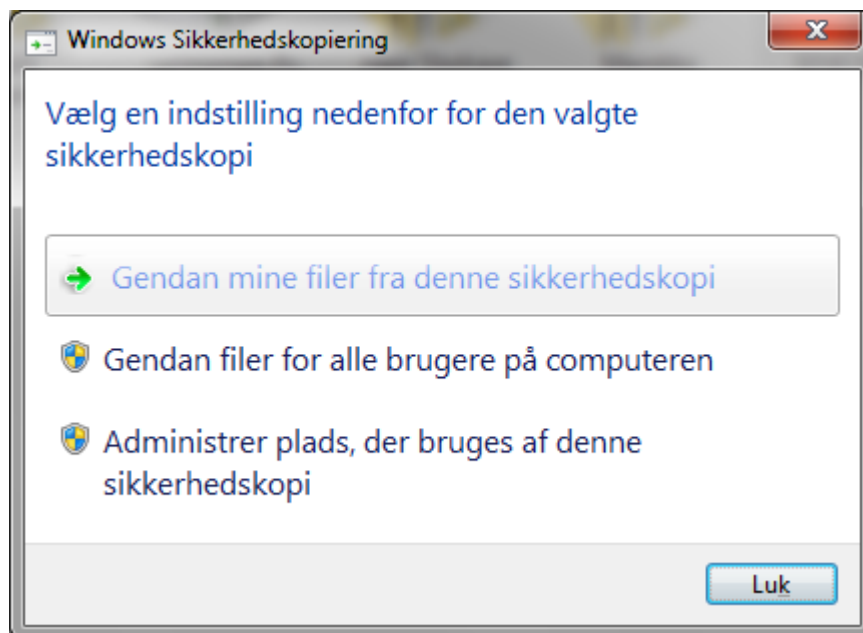 Windows Sikkerhedskopiering
Vælg en indstilling nedenfor for den valgte
sikkerhedskopi
Gendan mine filer fra denne sikkerhedskopi
Gendan filer for alle brugere på computeren
Administrer plads, der bruges af denne
sikkerhedskopi
Luk